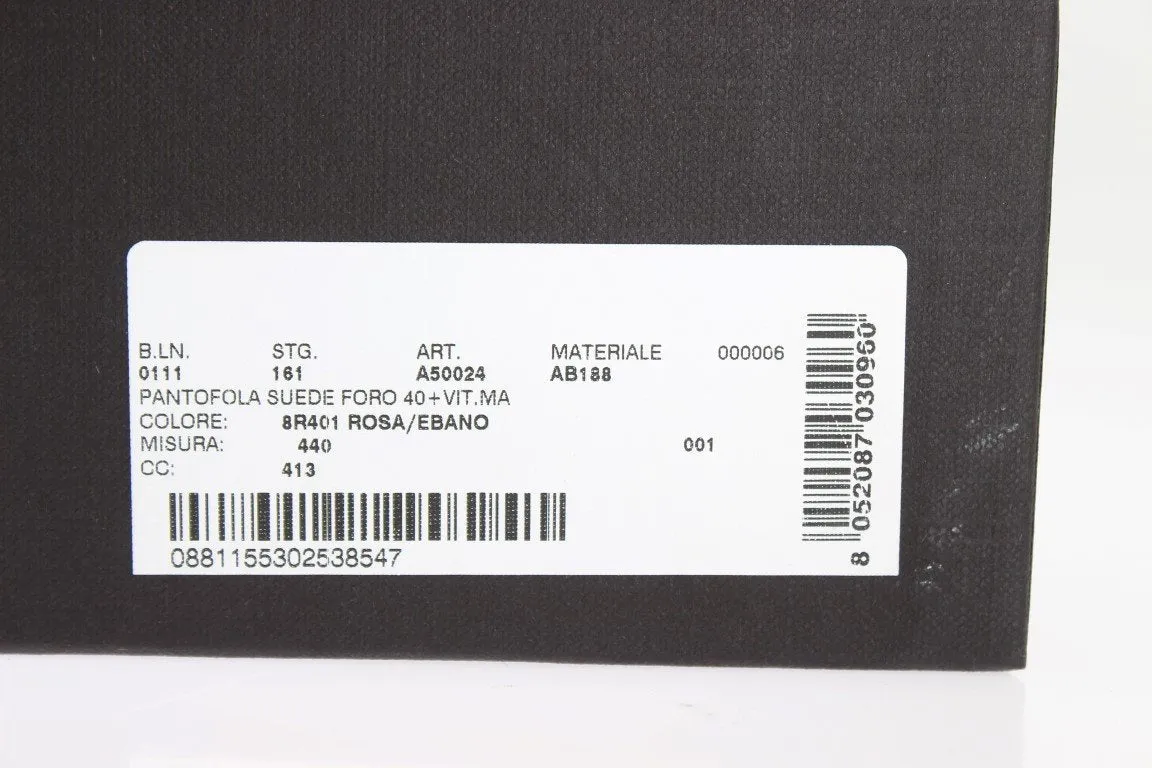 B.LN. STG. ART. MATERIALE 000006
0111 161 A50024 AB188
PANTOFOLA SUEDE FORO 40+VIT.MA
COLORE: 8R401 ROSA/EBANO
MISURA: 440 001
CC: 413
0881155302538547
8 052087 030960